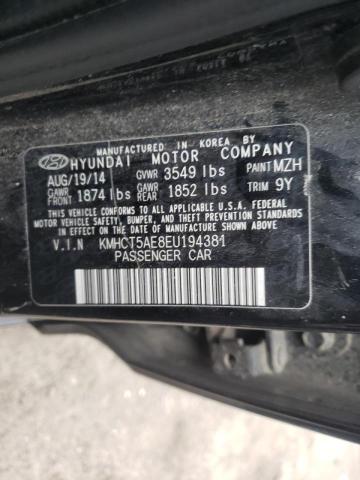 MANUFACTURED IN KOREA BY
HYUNDAI MOTOR COMPANY
AUG/19/14 GVWR 3549 lbs PAINT MZH
GAWR FRONT 1874 lbs GAWR REAR 1852 lbs TRIM 9Y
THIS VEHICLE CONFORMS TO ALL APPLICABLE U.S.A. FEDERAL
MOTOR VEHICLE SAFETY, BUMPER, AND THEFT PREVENTION
STANDARDS IN EFFECT ON THE DATE OF MANUFACTURE SHOWN ABOVE.
V.I.N KMHCT5AE8EU194381
PASSENGER CAR